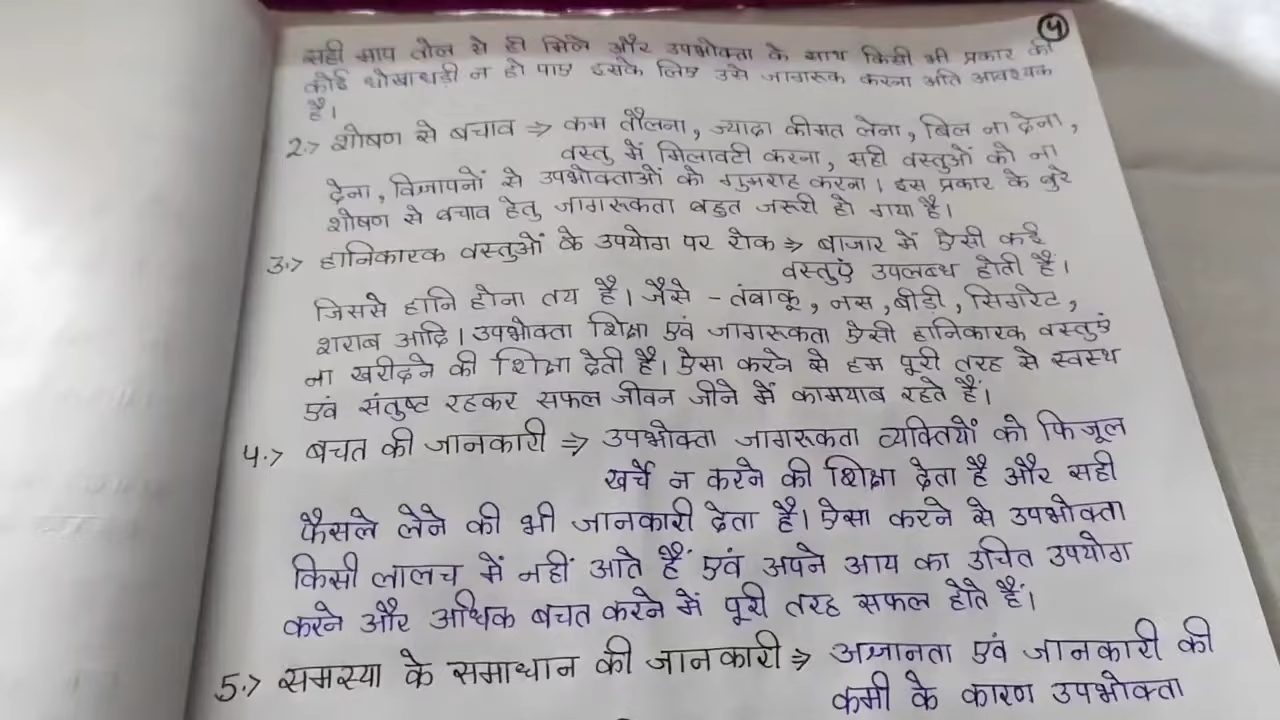 4
सही माप तोल से ही मिले और उपभोक्ता के साथ किसी भी प्रकार की
कोई धोखाधड़ी न हो पाए इसके लिए उसे जागरूक करना अति आवश्यक
है।
2.> शोषण से बचाव ⇒ कम तौलना, ज्यादा कीमत लेना, बिल ना देना,
वस्तु में मिलावटी करना, सही वस्तुओं को ना
देना, विज्ञापनों से उपभोक्ताओं को गुमराह करना। इस प्रकार के बुरे
शोषण से बचाव हेतु जागरूकता बहुत जरूरी हो गया है।
3.> हानिकारक वस्तुओं के उपयोग पर रोक ⇒ बाजार में ऐसी कई
वस्तुएं उपलब्ध होती है।
जिससे हानि होना तय है। जैसे - तंबाकू, नस, बीड़ी, सिगरेट,
शराब आदि। उपभोक्ता शिक्षा एवं जागरूकता ऐसी हानिकारक वस्तुएं
ना खरीदने की शिक्षा देती है। ऐसा करने से हम पूरी तरह से स्वस्थ
एवं संतुष्ट रहकर सफल जीवन जीने में कामयाब रहते हैं।
4.> बचत की जानकारी ⇒ उपभोक्ता जागरूकता व्यक्तियों को फिजूल
खर्चे न करने की शिक्षा देता है और सही
फैसले लेने की भी जानकारी देता है। ऐसा करने से उपभोक्ता
किसी लालच में नहीं आते हैं एवं अपने आय का उचित उपयोग
करने और अधिक बचत करने में पूरी तरह सफल होते हैं।
5.> समस्या के समाधान की जानकारी ⇒ अज्ञानता एवं जानकारी की
कमी के कारण उपभोक्ता